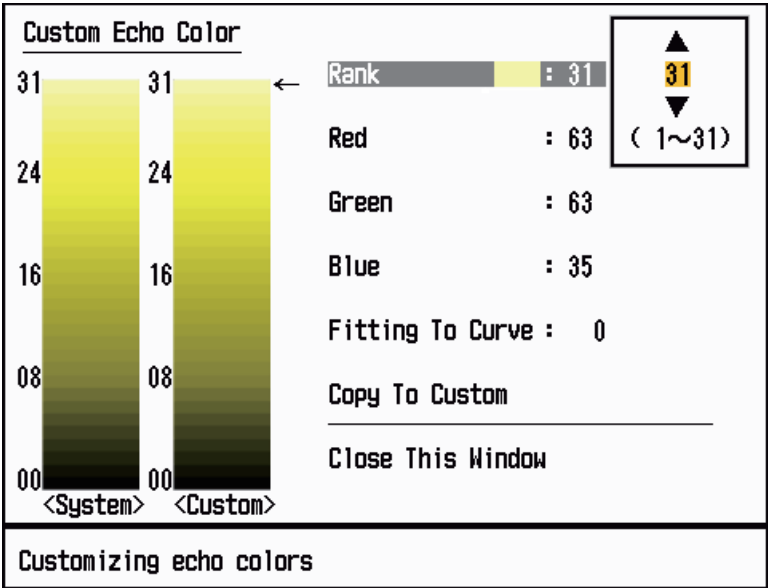 Custom Echo Color
31 31 ←
24 24
16 16
08 08
00 00
<System> <Custom>
Rank : 31
Red : 63
Green : 63
Blue : 35
Fitting To Curve : 0
Copy To Custom
Close This Window
▲
31
▼
( 1～31)
Customizing echo colors